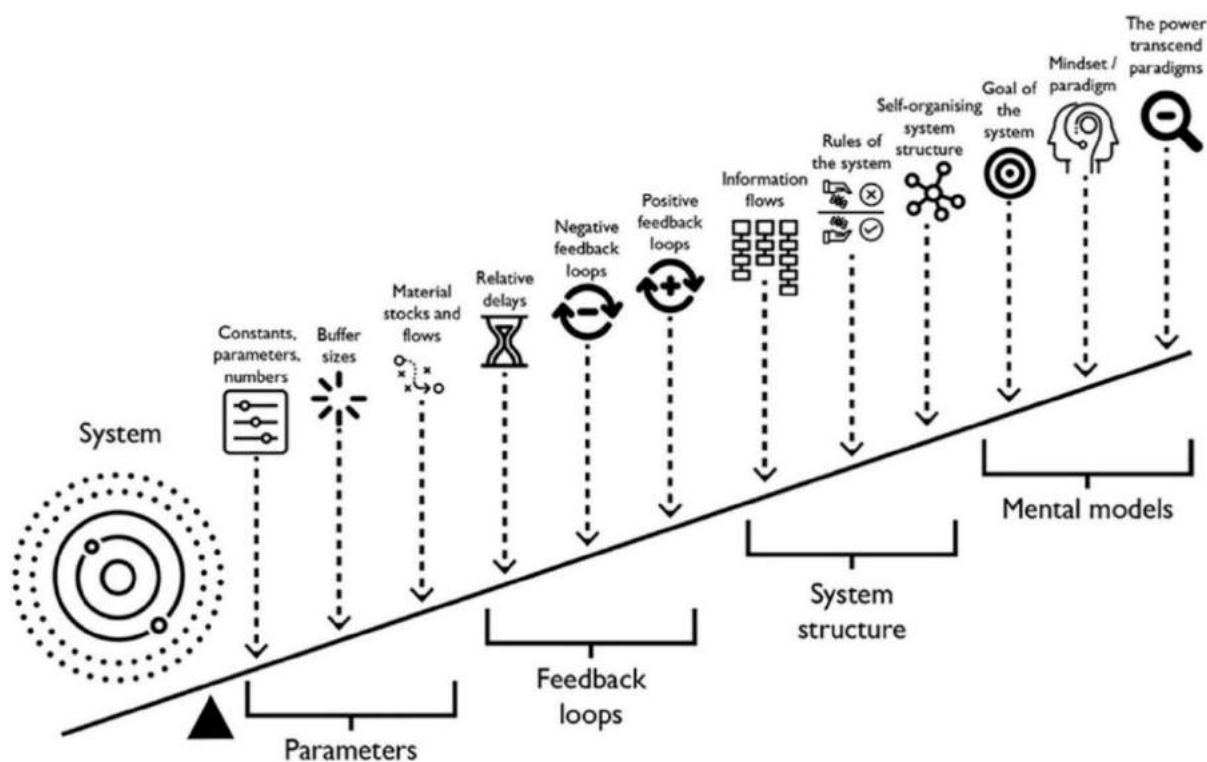 System
Constants,
parameters,
numbers
Buffer
sizes
Material
stocks and
flows
Relative
delays
Negative
feedback
loops
Positive
feedback
loops
Information
flows
Rules of
the system
Self-organising
system
structure
Goal of
the
system
Mindset /
paradigm
The power
transcend
paradigms
Parameters
Feedback
loops
System
structure
Mental models